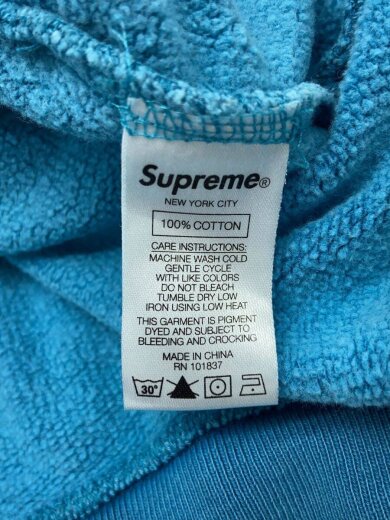 Supreme®
NEW YORK CITY
100% COTTON
CARE INSTRUCTIONS:
MACHINE WASH COLD
GENTLE CYCLE
WITH LIKE COLORS
DO NOT BLEACH
TUMBLE DRY LOW
IRON USING LOW HEAT
THIS GARMENT IS PIGMENT
DYED AND SUBJECT TO
BLEEDING AND CROCKING
MADE IN CHINA
RN 101837
30°